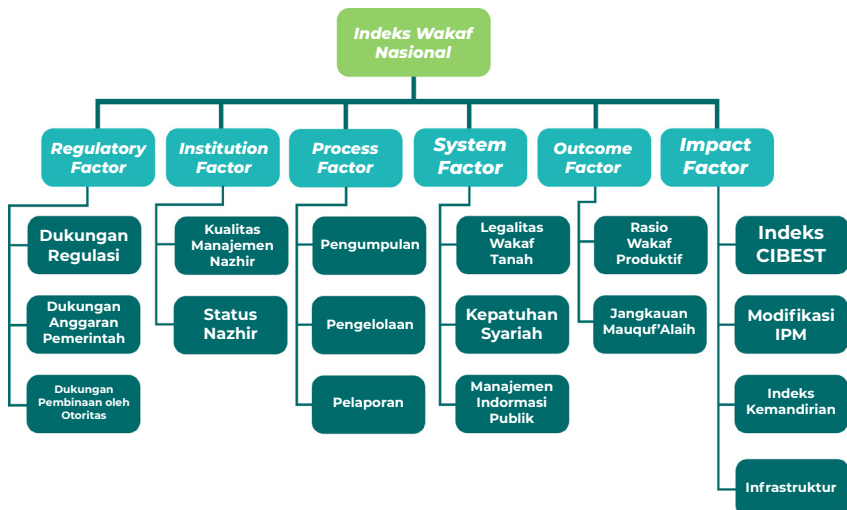 Indeks Wakaf
Nasional
Regulatory
Factor
Institution
Factor
Process
Factor
System
Factor
Outcome
Factor
Impact
Factor
Dukungan
Regulasi
Kualitas
Manajemen
Nazhir
Pengumpulan
Legalitas
Wakaf
Tanah
Rasio
Wakaf
Produktif
Indeks
CIBEST
Dukungan
Anggaran
Pemerintah
Status
Nazhir
Pengelolaan
Kepatuhan
Syariah
Jangkauan
Mauquf'Alaih
Modifikasi
IPM
Dukungan
Pembinaan oleh
Otoritas
Pelaporan
Manajemen
Indormasi
Publik
Indeks
Kemandirian
Infrastruktur